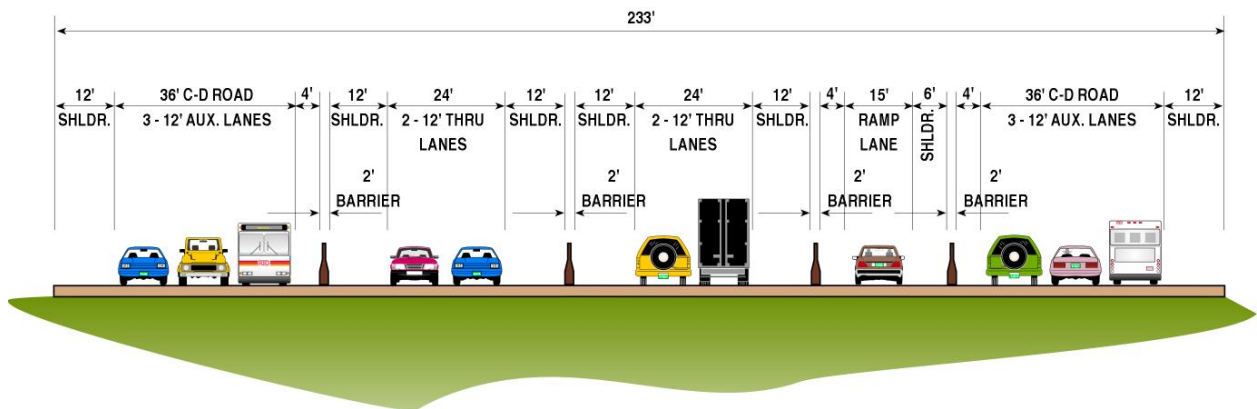 233'
12'
SHLDR.
36' C-D ROAD
3 - 12' AUX. LANES
4'
2'
BARRIER
12'
SHLDR.
24'
2 - 12' THRU
LANES
12'
SHLDR.
2'
BARRIER
12'
SHLDR.
24'
2 - 12' THRU
LANES
12'
SHLDR.
2'
BARRIER
4'
15'
RAMP
LANE
6'
SHLDR.
2'
BARRIER
4'
36' C-D ROAD
3 - 12' AUX. LANES
12'
SHLDR.